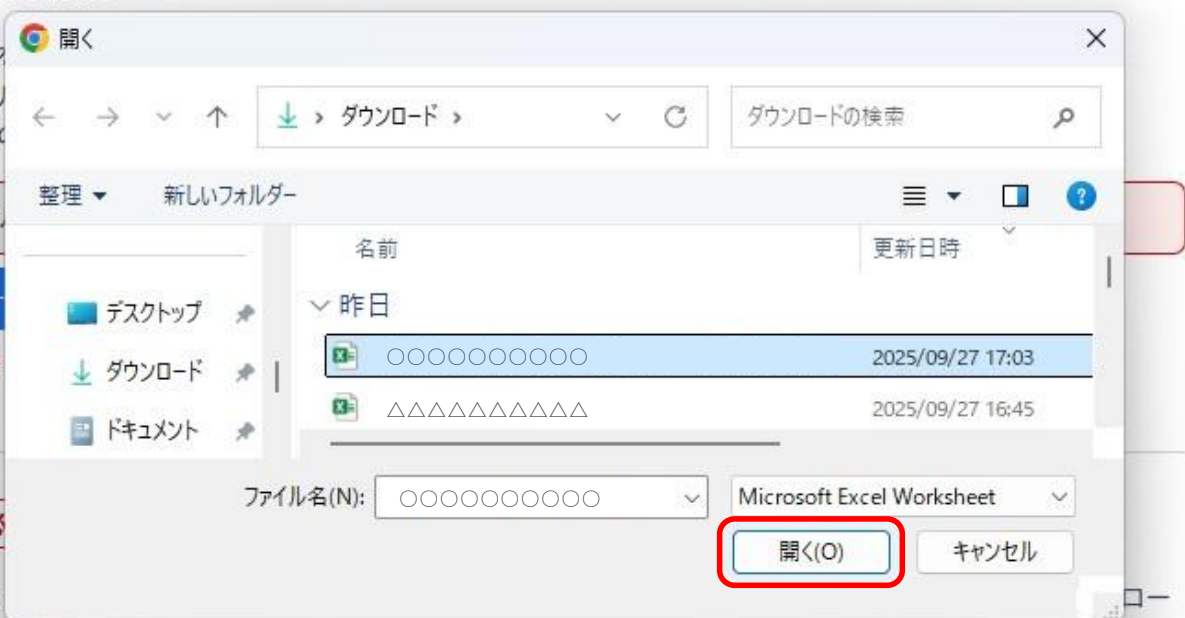 開く
ダウンロード
ダウンロードの検索
整理
新しいフォルダー
名前
更新日時
昨日
デスクトップ
ダウンロード
ドキュメント
○○○○○○○○○○
2025/09/27 17:03
△△△△△△△△△△
2025/09/27 16:45
ファイル名(N):
○○○○○○○○○○
Microsoft Excel Worksheet
開く(O)
キャンセル
ロー